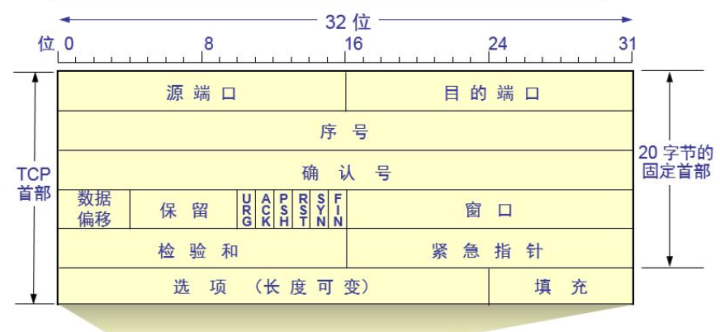 32 位
位 0 8 16 24 31
源 端 口 目 的 端 口
序 号
确 认 号
TCP
首部
20 字节的
固定首部
数据
偏移
保 留
URG
ACK
PSH
RST
SYN
FIN
窗 口
检 验 和 紧 急 指 针
选 项 （长 度 可 变） 填 充